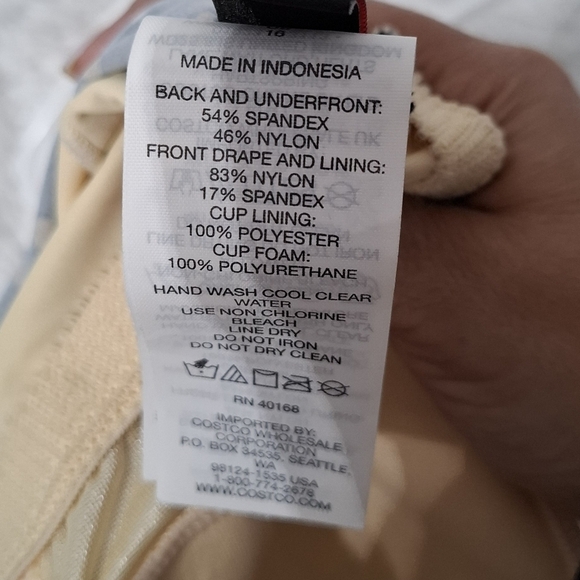 16
MADE IN INDONESIA
BACK AND UNDERFRONT:
54% SPANDEX
46% NYLON
FRONT DRAPE AND LINING:
83% NYLON
17% SPANDEX
CUP LINING:
100% POLYESTER
CUP FOAM:
100% POLYURETHANE
HAND WASH COOL CLEAR
WATER
USE NON CHLORINE
BLEACH
LINE DRY
DO NOT IRON
DO NOT DRY CLEAN
RN 40168
IMPORTED BY:
COSTCO WHOLESALE
CORPORATION
P.O. BOX 34535, SEATTLE,
WA
98124-1535 USA
1-800-774-2678
WWW.COSTCO.COM